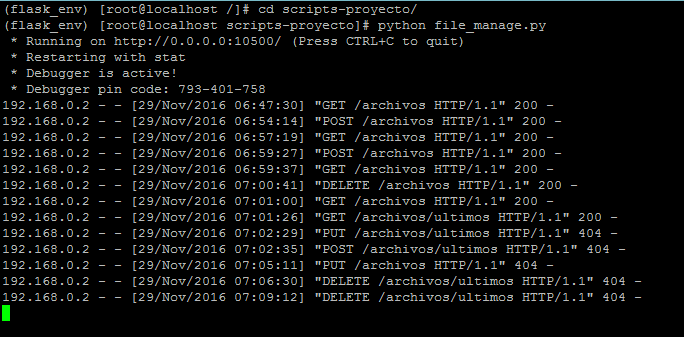 (flask_env) [root@localhost /]# cd scripts-proyecto/
(flask_env) [root@localhost scripts-proyecto]# python file_manage.py
 * Running on http://0.0.0.0:10500/ (Press CTRL+C to quit)
 * Restarting with stat
 * Debugger is active!
 * Debugger pin code: 793-401-758
192.168.0.2 - - [29/Nov/2016 06:47:30] "GET /archivos HTTP/1.1" 200 -
192.168.0.2 - - [29/Nov/2016 06:54:14] "POST /archivos HTTP/1.1" 200 -
192.168.0.2 - - [29/Nov/2016 06:57:19] "GET /archivos HTTP/1.1" 200 -
192.168.0.2 - - [29/Nov/2016 06:59:27] "POST /archivos HTTP/1.1" 200 -
192.168.0.2 - - [29/Nov/2016 06:59:37] "GET /archivos HTTP/1.1" 200 -
192.168.0.2 - - [29/Nov/2016 07:00:41] "DELETE /archivos HTTP/1.1" 200 -
192.168.0.2 - - [29/Nov/2016 07:01:00] "GET /archivos HTTP/1.1" 200 -
192.168.0.2 - - [29/Nov/2016 07:01:26] "GET /archivos/ultimos HTTP/1.1" 200 -
192.168.0.2 - - [29/Nov/2016 07:02:29] "PUT /archivos/ultimos HTTP/1.1" 404 -
192.168.0.2 - - [29/Nov/2016 07:02:35] "POST /archivos/ultimos HTTP/1.1" 404 -
192.168.0.2 - - [29/Nov/2016 07:05:11] "PUT /archivos HTTP/1.1" 404 -
192.168.0.2 - - [29/Nov/2016 07:06:30] "DELETE /archivos/ultimos HTTP/1.1" 404 -
192.168.0.2 - - [29/Nov/2016 07:09:12] "DELETE /archivos/ultimos HTTP/1.1" 404 -